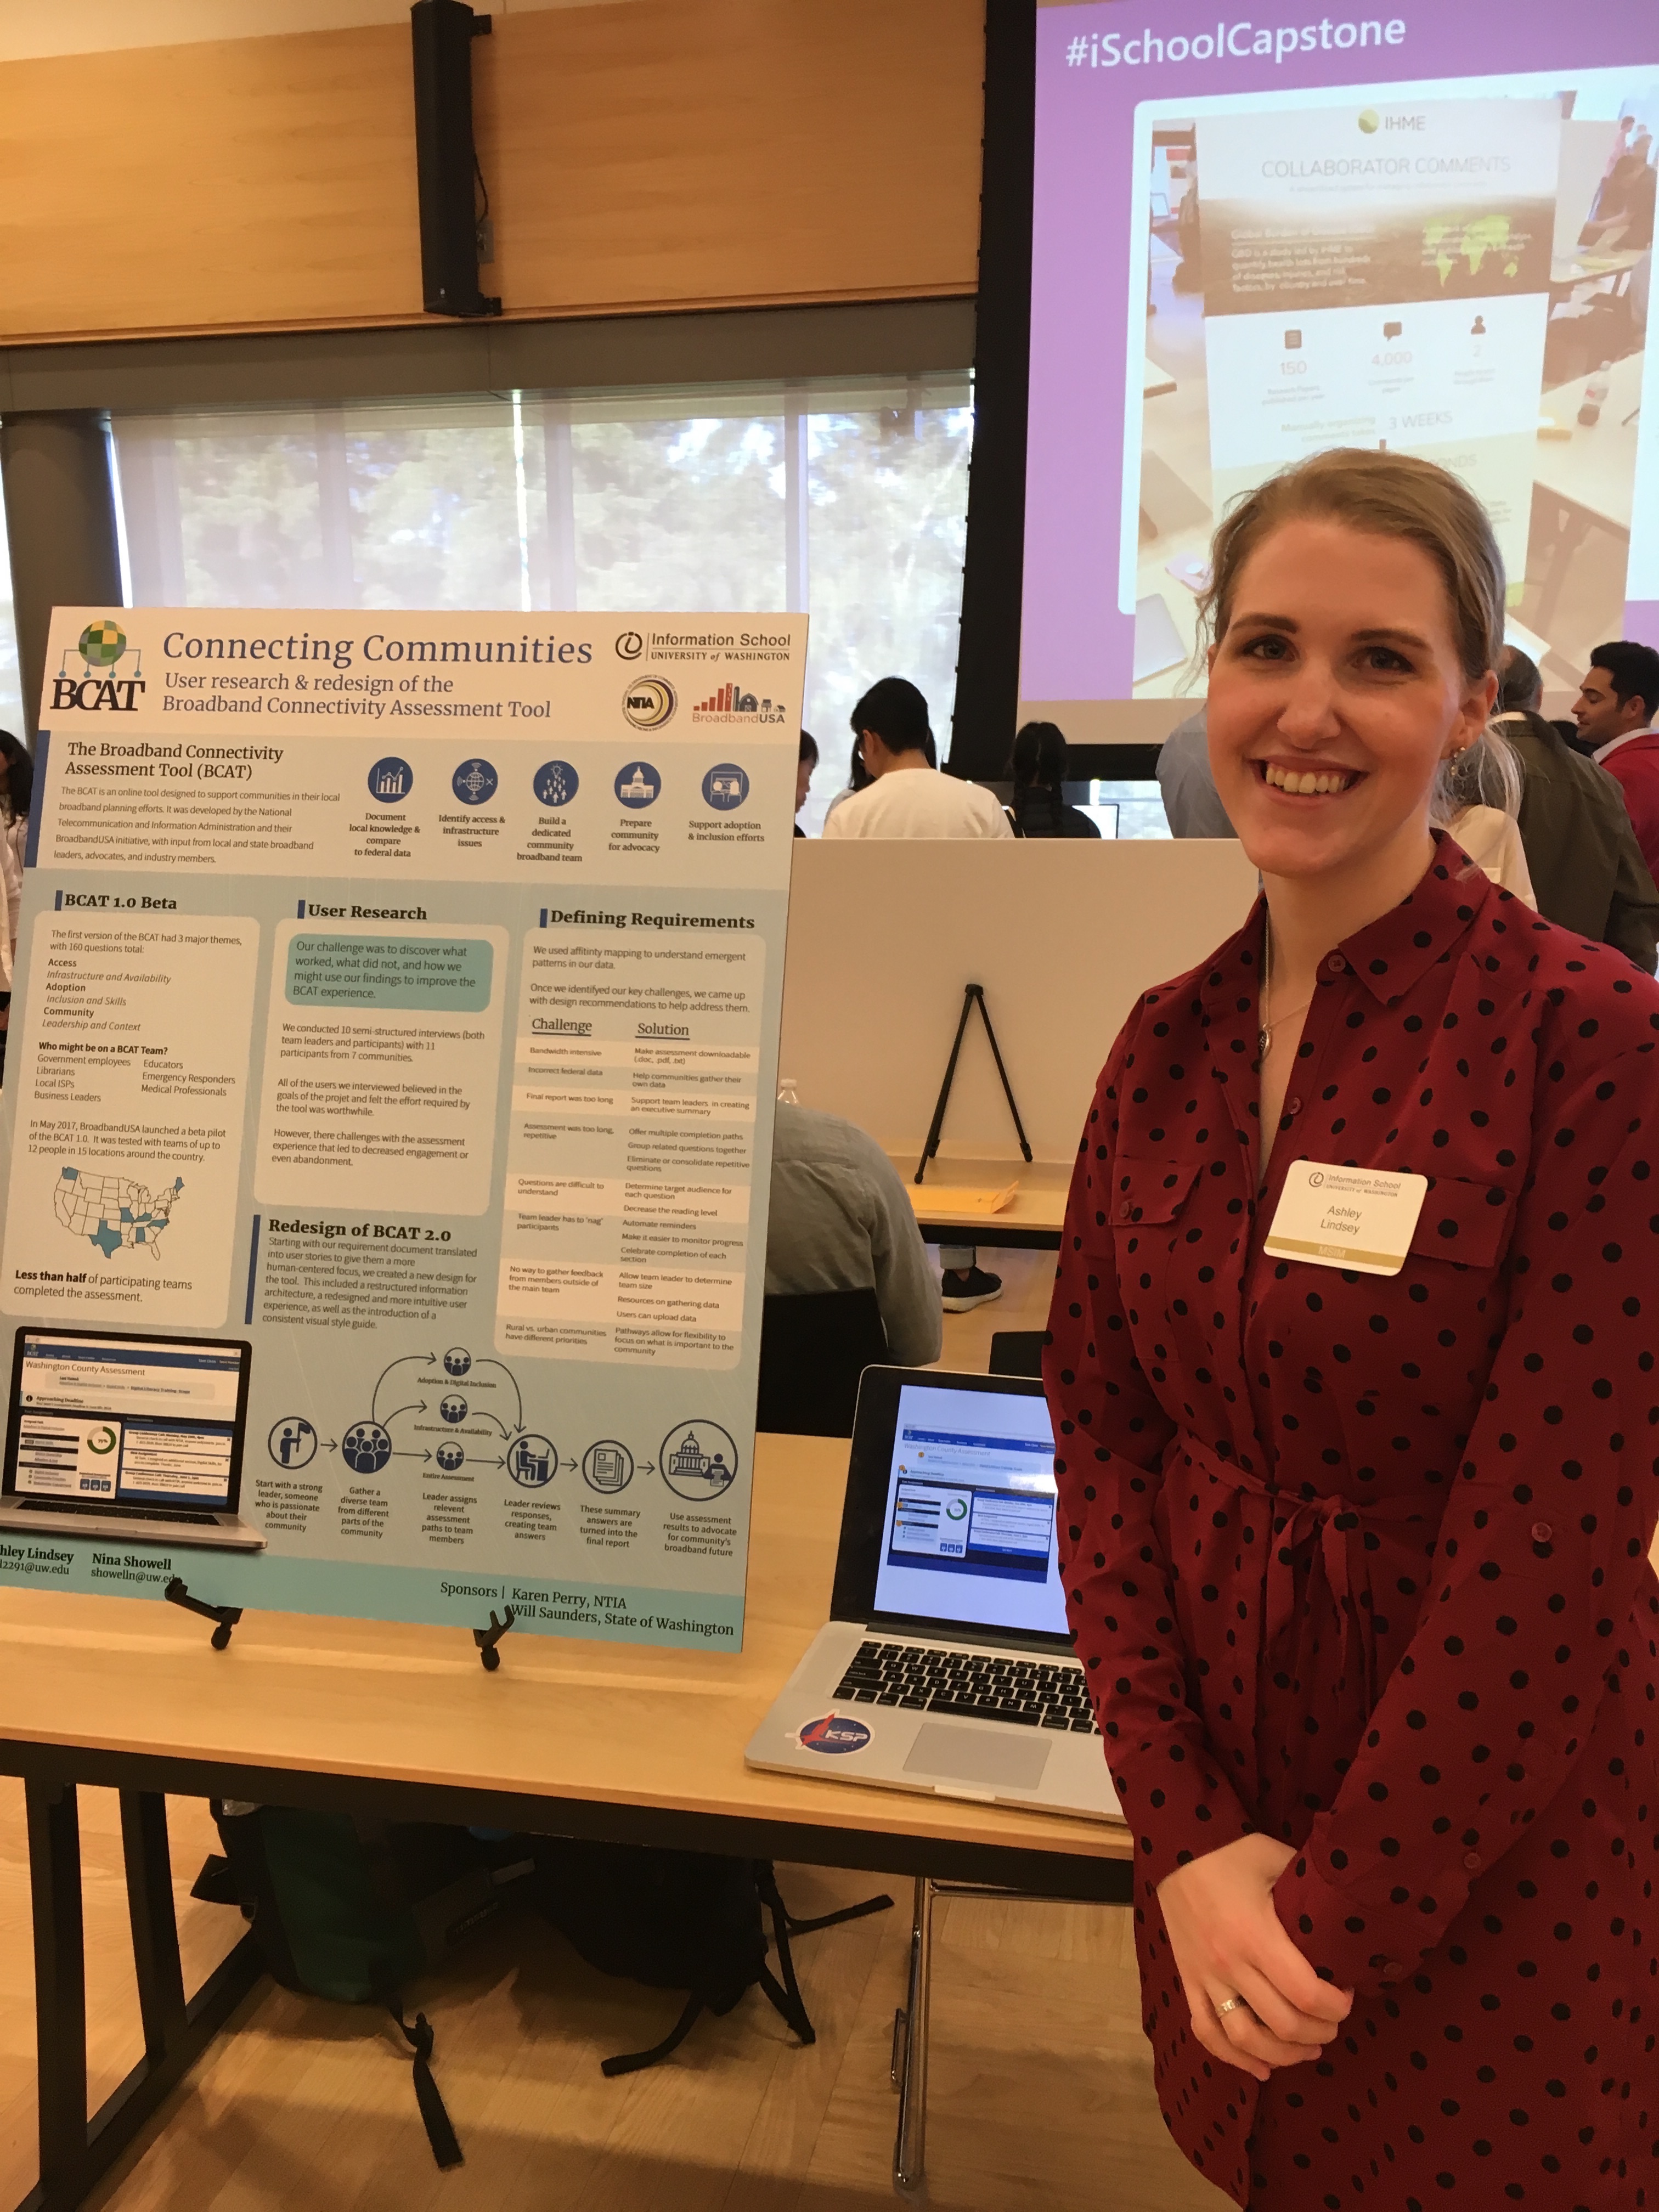 #iSchoolCapstone
IHME
COLLABORATOR COMMENTS
150
4,000
2
Manually organizing
3 WEEKS
BCAT
Connecting Communities
User research & redesign of the
Broadband Connectivity Assessment Tool
Information School
UNIVERSITY of WASHINGTON
NTIA
BroadbandUSA
The Broadband Connectivity
Assessment Tool (BCAT)
The BCAT is an online tool designed to support communities in their local
broadband planning efforts. It was developed by the National
Telecommunication and Information Administration and their
BroadbandUSA initiative, with input from local and state broadband
leaders, advocates, and industry members.
Document
local knowledge &
compare
to federal data
Identify access &
infrastructure
issues
Build a
dedicated
community
broadband team
Prepare
community
for advocacy
Support adoption
& inclusion efforts
BCAT 1.0 Beta
The first version of the BCAT had 3 major themes,
with 160 questions total:
Access
Infrastructure and Availability
Adoption
Inclusion and Skills
Community
Leadership and Context
Who might be on a BCAT Team?
Government employees
Librarians
Local ISPs
Business Leaders
Educators
Emergency Responders
Medical Professionals
In May 2017, BroadbandUSA launched a beta pilot
of the BCAT 1.0. It was tested with teams of up to
12 people in 15 locations around the country.
Less than half of participating teams
completed the assessment.
User Research
Our challenge was to discover what
worked, what did not, and how we
might use our findings to improve the
BCAT experience.
We conducted 10 semi-structured interviews (both
team leaders and participants) with 11
participants from 7 communities.
All of the users we interviewed believed in the
goals of the projet and felt the effort required by
the tool was worthwhile.
However, there challenges with the assessment
experience that led to decreased engagement or
even abandonment.
Defining Requirements
We used affitinty mapping to understand emergent
patterns in our data.
Once we identifyed our key challenges, we came up
with design recommendations to help address them.
Challenge
Solution
Bandwidth intensive
Make assessment downloadable
(.doc, .pdf, .txt)
Incorrect federal data
Help communities gather their
own data
Final report was too long
Support team leaders in creating
an executive summary
Assessment was too long,
repetitive
Offer multiple completion paths
Group related questions together
Eliminate or consolidate repetitive
questions
Questions are difficult to
understand
Determine target audience for
each question
Decrease the reading level
Team leader has to 'nag'
participants
Automate reminders
Make it easier to monitor progress
Celebrate completion of each
section
No way to gather feedback
from members outside of
the main team
Allow team leader to determine
team size
Resources on gathering data
Users can upload data
Rural vs. urban communities
have different priorities
Pathways allow for flexibility to
focus on what is important to the
community
Redesign of BCAT 2.0
Starting with our requirement document translated
into user stories to give them a more
human-centered focus, we created a new design for
the tool. This included a restructured information
architecture, a redesigned and more intuitive user
experience, as well as the introduction of a
consistent visual style guide.
Washington County Assessment
Approaching Deadline
Adoption & Digital Inclusion
Infrastructure & Availability
Entire Assessment
Start with a strong
leader, someone
who is passionate
about their
community
Gather a
diverse team
from different
parts of the
community
Leader assigns
relevent
assessment
paths to team
members
Leader reviews
responses,
creating team
answers
These summary
answers are
turned into the
final report
Use assessment
results to advocate
for community's
broadband future
hley Lindsey
l2291@uw.edu
Nina Showell
showelln@uw.edu
Sponsors | Karen Perry, NTIA
Will Saunders, State of Washington
Washington County Assessment
KSP
Information School
UNIVERSITY of WASHINGTON
Ashley
Lindsey
MSIM